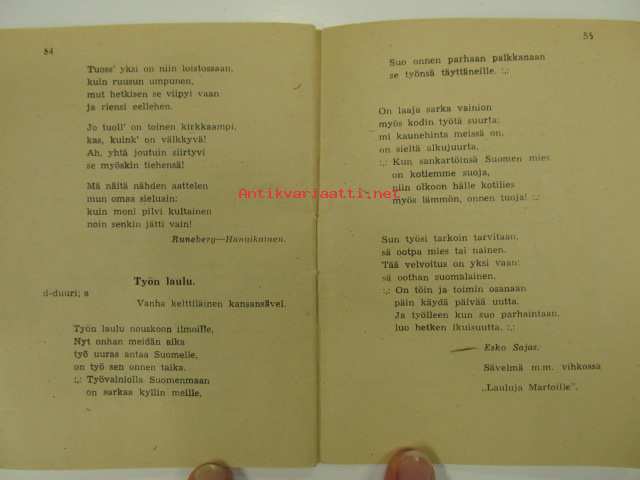 54
Tuoss' yksi on niin loistossaan,
kuin ruusun umpunen,
mut hetkisen se viipyi vaan
ja riensi eellehen.
Jo tuoll' on toinen kirkkaampi,
kas, kuink' on välkkyvä!
Ah, yhtä joutuin siirtyvi
se myöskin tiehensä!
Mä näitä nähden aattelen
mun omaa sieluain:
kuin moni pilvi kultainen
noin senkin jätti vain!
Runeberg—Hannikainen.
Työn laulu.
d-duuri; a
Vanha kelttiläinen kansansävel.
Työn laulu nouskoon ilmoille,
Nyt onhan meidän aika
työ uuras antaa Suomelle,
on työ sen onnen taika.
:,: Työvainiolla Suomenmaan
on sarkaa kyllin meille,
55
Suo onnen parhaan palkkanaan
se työnsä täyttäneille. :,:
On laaja sarka vainion
myös kodin työtä suurta;
mi kaunehinta meissä on,
on sieltä alkujuurta.
:,: Kun sankartöinsä Suomen mies
on kotiemme suoja,
niin olkoon hälle kotilies
myös lämmön, onnen tuoja! :,:
Sun työsi tarkoin tarvitaan,
sä ootpa mies tai nainen.
Tää velvoitus on yksi vaan:
sä oothan suomalainen.
:,: On töin ja toimin osanaan
päin käydä päivää uutta.
Ja työlleen kun suo parhaintaan,
luo hetken ikuisuutta. :,:
Esko Sajas.
Sävelmä m.m. vihkossa
„Lauluja Martoille".
Antikvariaatti.net